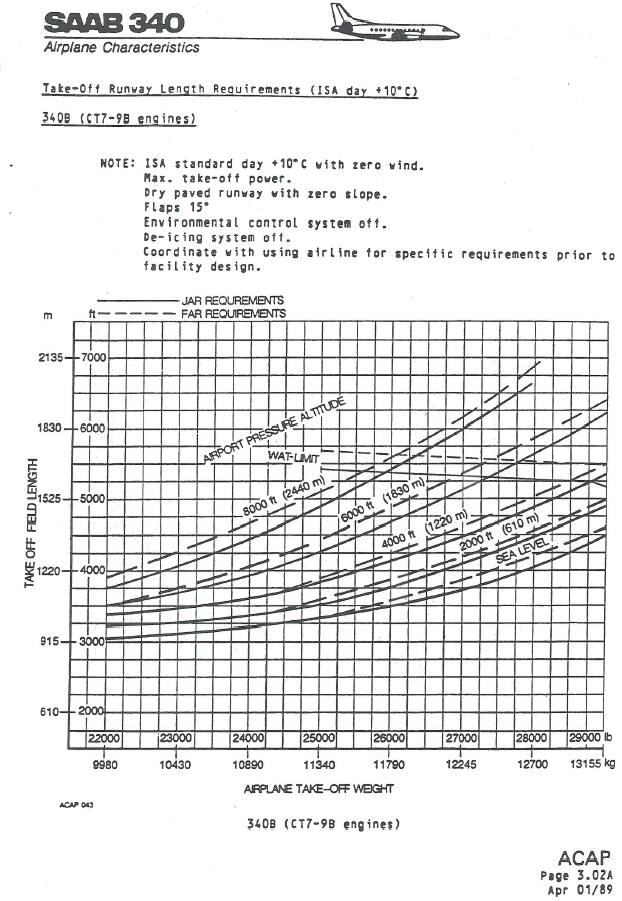 SAAB 340
Airplane Characteristics
Take-Off Runway Length Requirements (ISA day +10°C)
340B (CT7-9B engines)
NOTE: ISA standard day +10°C with zero wind.
Max. take-off power.
Dry paved runway with zero slope.
Flaps 15°
Environmental control system off.
De-icing system off.
Coordinate with using airline for specific requirements prior to
facility design.
JAR REQUREMENTS
m ft FAR REQUIREMENTS
2135 7000
1830 6000
1525 5000
1220 4000
915 3000
610 2000
TAKE OFF FIELD LENGTH
AIRPORT PRESSURE ALTITUDE
WAT-LIMIT
8000 ft (2440 m)
6000 ft (1830 m)
4000 ft (1220 m)
2000 ft (610 m)
SEA LEVEL
22000 23000 24000 25000 26000 27000 28000 29000 lb
9980 10430 10890 11340 11790 12245 12700 13155 kg
AIRPLANE TAKE-OFF WEIGHT
ACAP 043
340B (CT7-9B engines)
ACAP
Page 3.02A
Apr 01/89